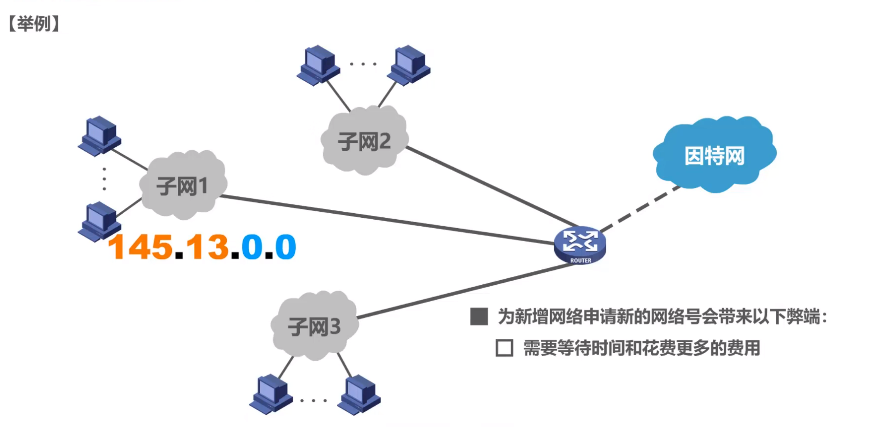 【举例】
子网2
因特网
子网1
145.13.0.0
ROUTER
子网3
为新增网络申请新的网络号会带来以下弊端：
需要等待时间和花费更多的费用